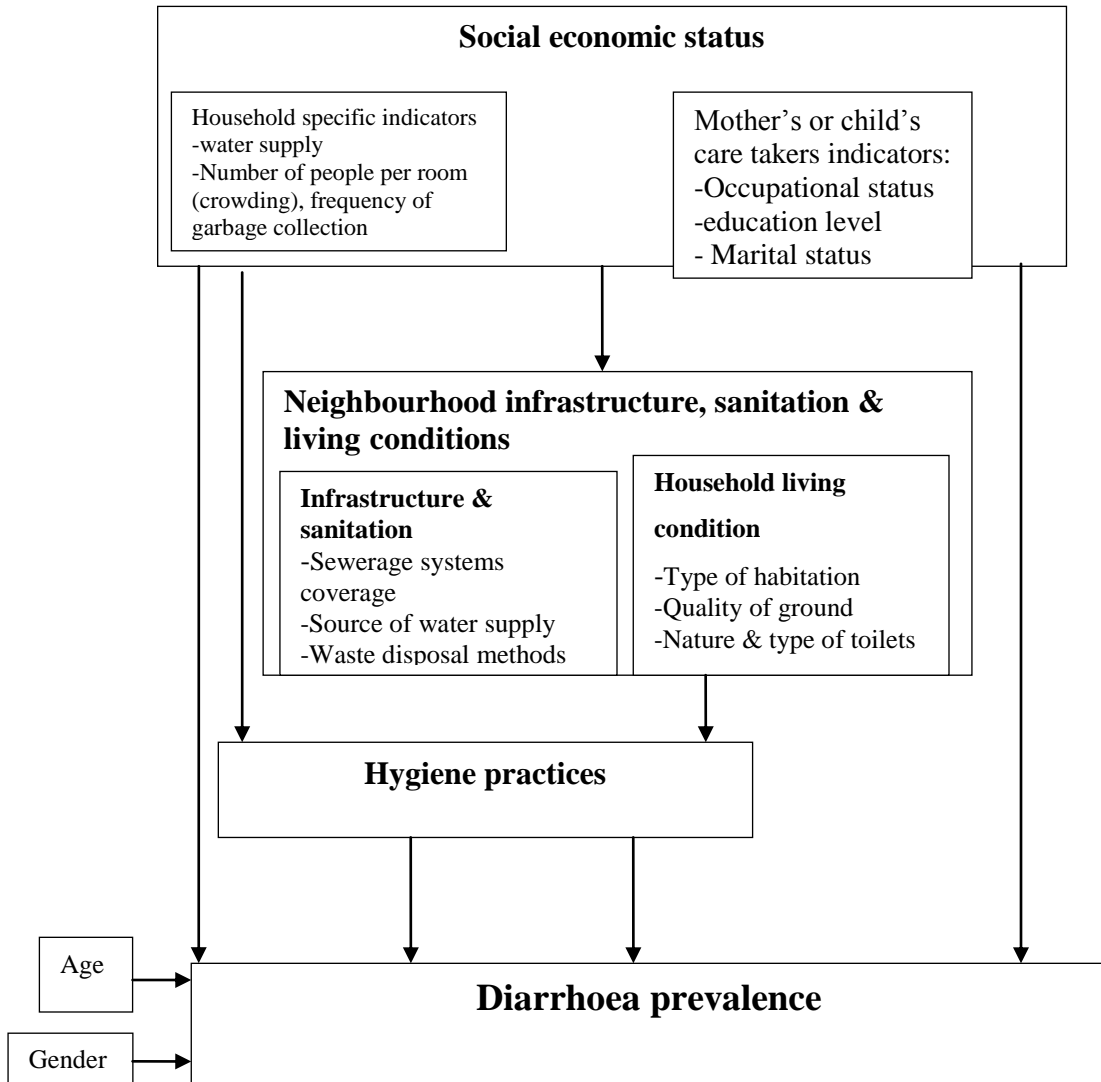 Social economic status
Household specific indicators
-water supply
-Number of people per room
(crowding), frequency of
garbage collection
Mother’s or child’s
care takers indicators:
-Occupational status
-education level
- Marital status
Neighbourhood infrastructure, sanitation &
living conditions
Infrastructure &
sanitation
-Sewerage systems
coverage
-Source of water supply
-Waste disposal methods
Household living
condition
-Type of habitation
-Quality of ground
-Nature & type of toilets
Hygiene practices
Age
Diarrhoea prevalence
Gender